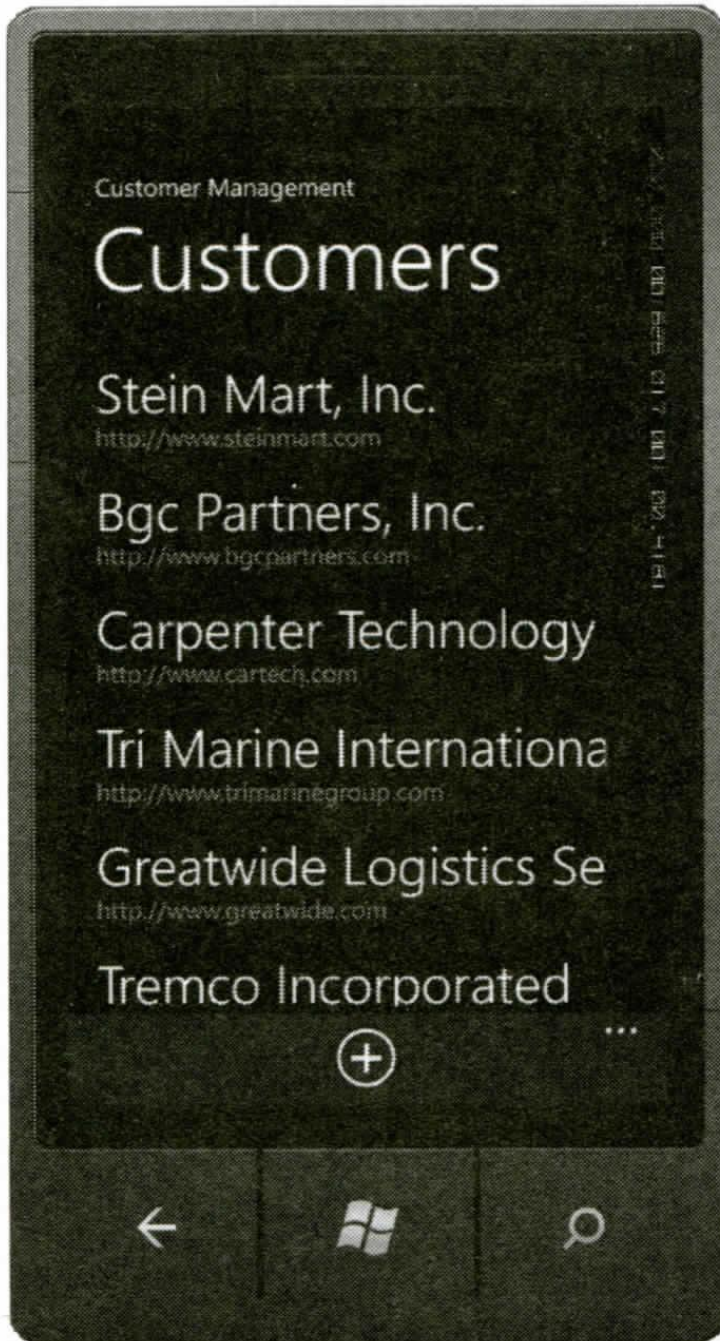 Customer Management
Customers
Stein Mart, Inc.
http://www.steinmart.com
Bgc Partners, Inc.
http://www.bgcpartners.com
Carpenter Technology
http://www.cartech.com
Tri Marine Internationa
http://www.trimarinegroup.com
Greatwide Logistics Se
http://www.greatwide.com
Tremco Incorporated
...